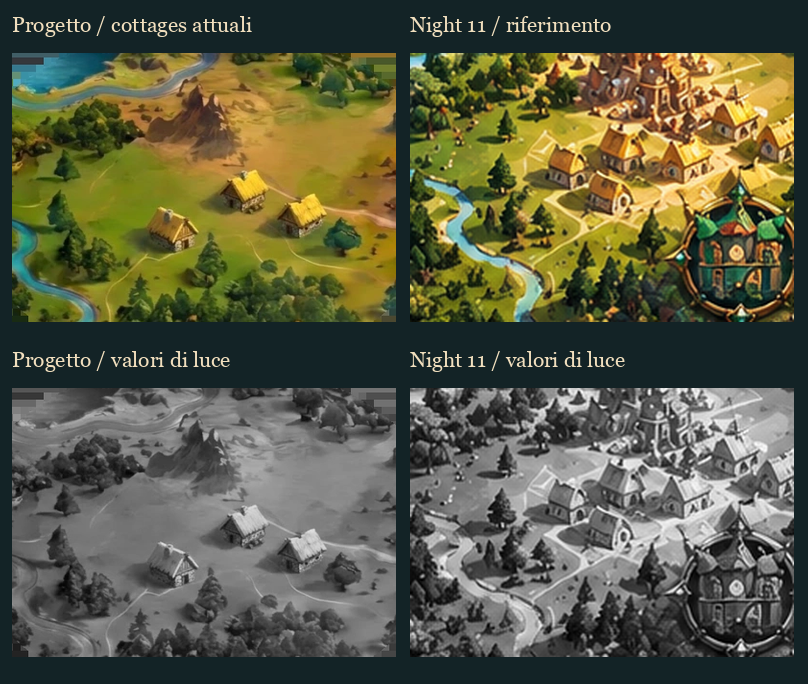 Progetto / cottages attuali
Night 11 / riferimento
Progetto / valori di luce
Night 11 / valori di luce